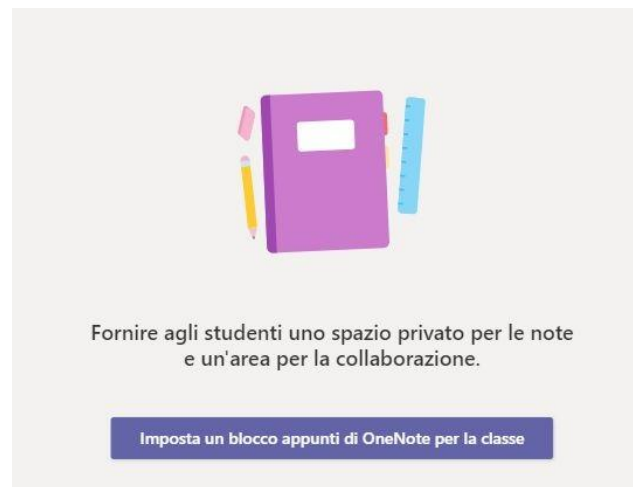 Fornire agli studenti uno spazio privato per le note
e un'area per la collaborazione.
Imposta un blocco appunti di OneNote per la classe